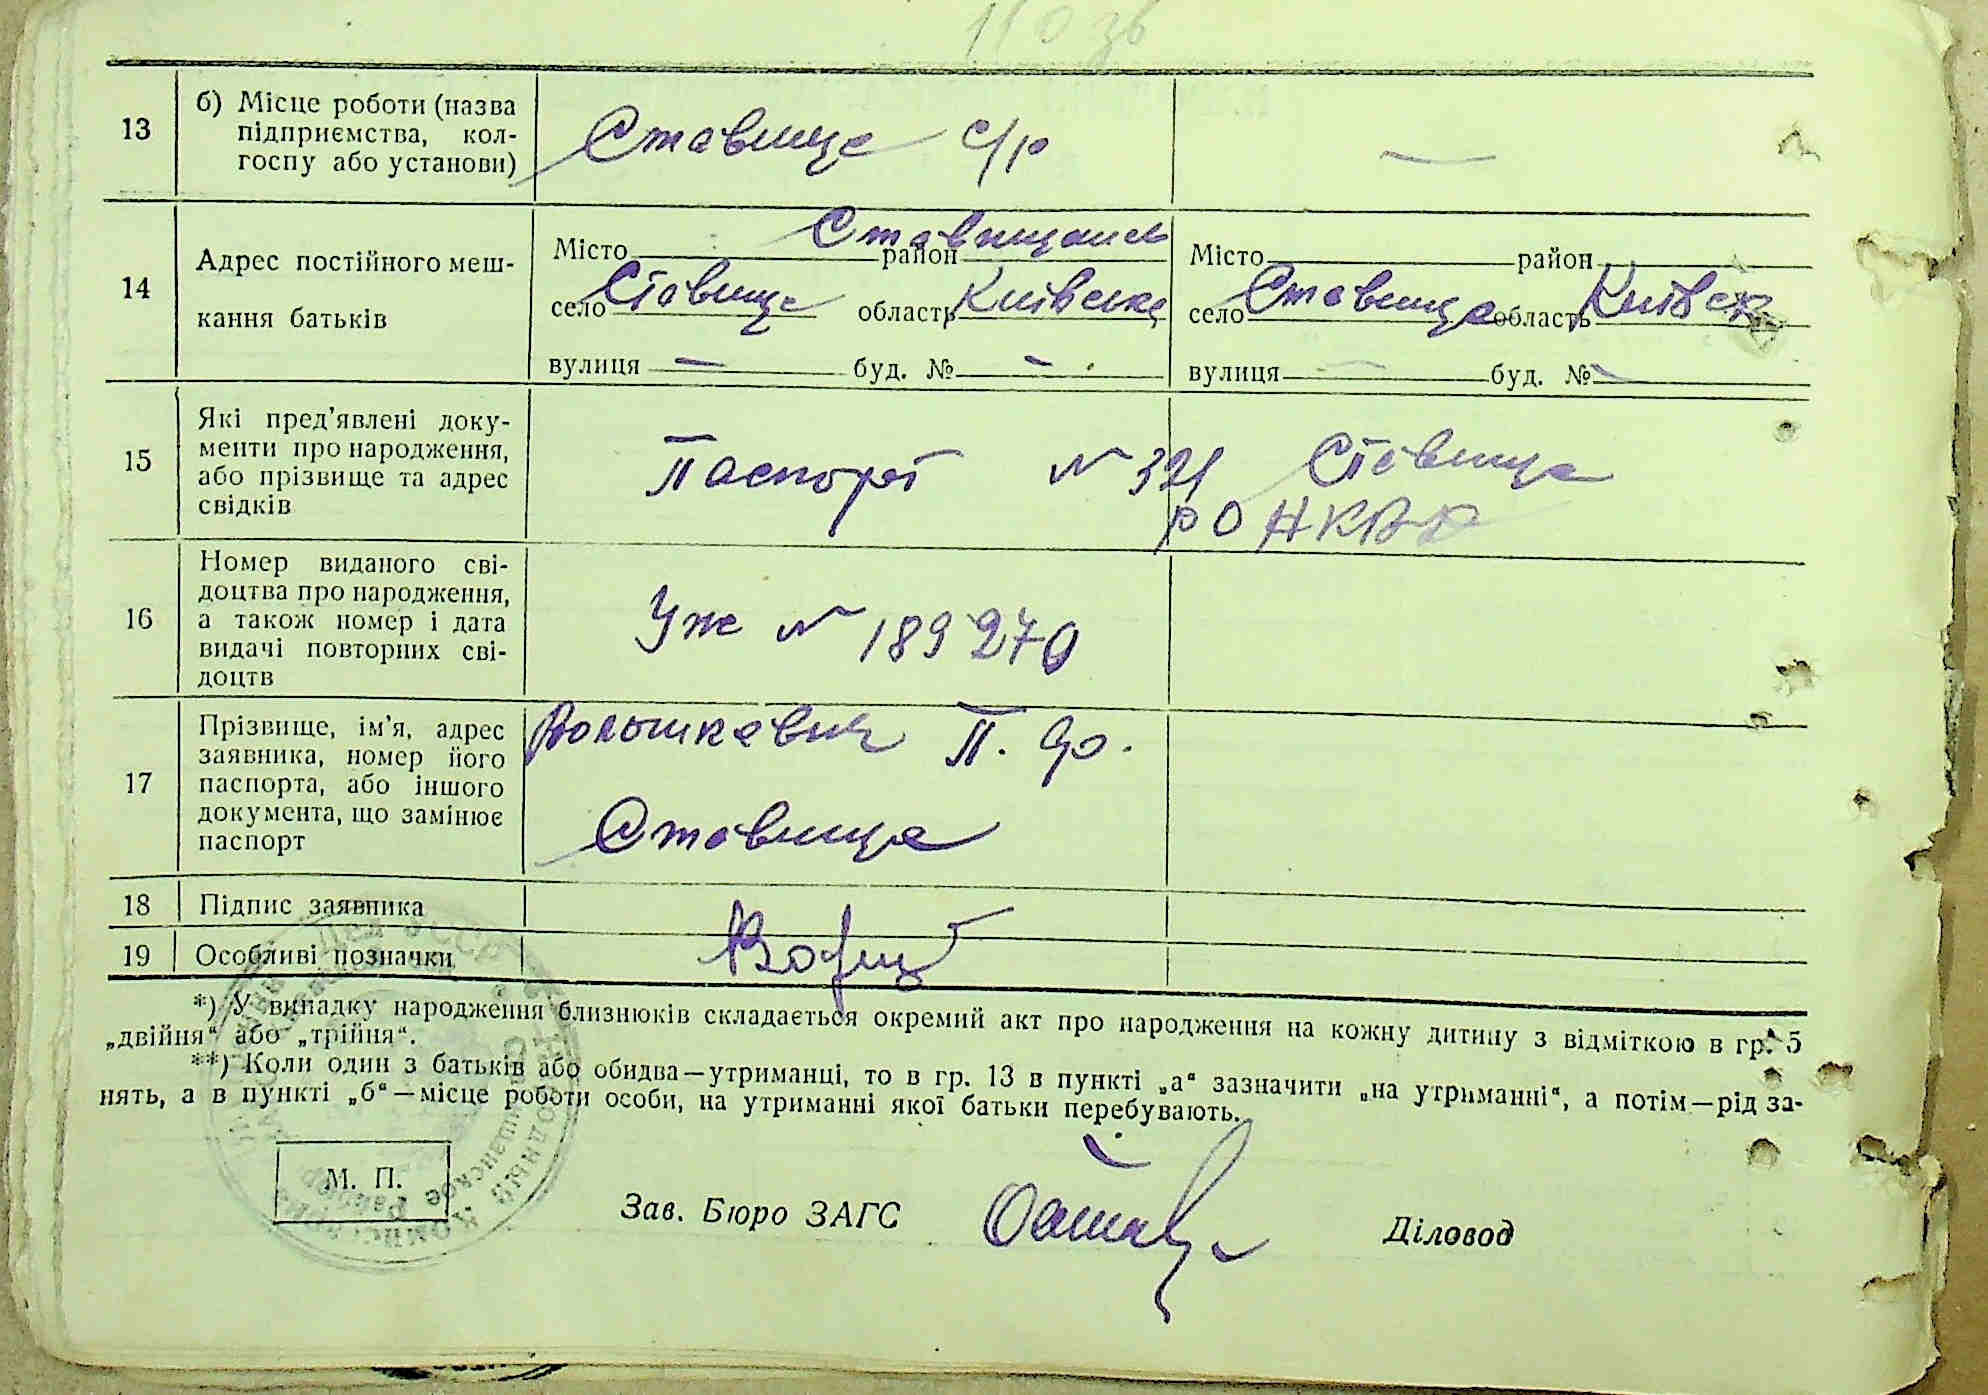 110 зв
13
б) Місце роботи (назва
підприємства, кол-
госпу або установи)
Ставище с/р
—
14
Адрес постійного меш-
кання батьків
Місто район Ставищанск
село Ставище область Київська
вулиця — буд. № —
Місто район
село Ставище область Київськ
вулиця — буд. № —
15
Які пред'явлені доку-
менти про народження,
або прізвище та адрес
свідків
Паспорт № 321 Ставище
РО НКВД
16
Номер виданого сві-
доцтва про народження,
а також номер і дата
видачі повторних сві-
доцтв
Уже № 189270
17
Прізвище, ім'я, адрес
заявника, номер його
паспорта, або іншого
документа, що замінює
паспорт
П. Ф.
Ставище
18 Підпис заявника
19 Особливі позначки
*) У випадку народження близнюків складається окремий акт про народження на кожну дитину з відміткою в гр. 5
„двійня“ або „трійня“.
**) Коли один з батьків або обидва—утриманці, то в гр. 13 в пункті „а“ зазначити „на утриманні“, а потім—рід за-
нять, а в пункті „б“—місце роботи особи, на утриманні якої батьки перебувають.
М. П.
Зав. Бюро ЗАГС
Діловод